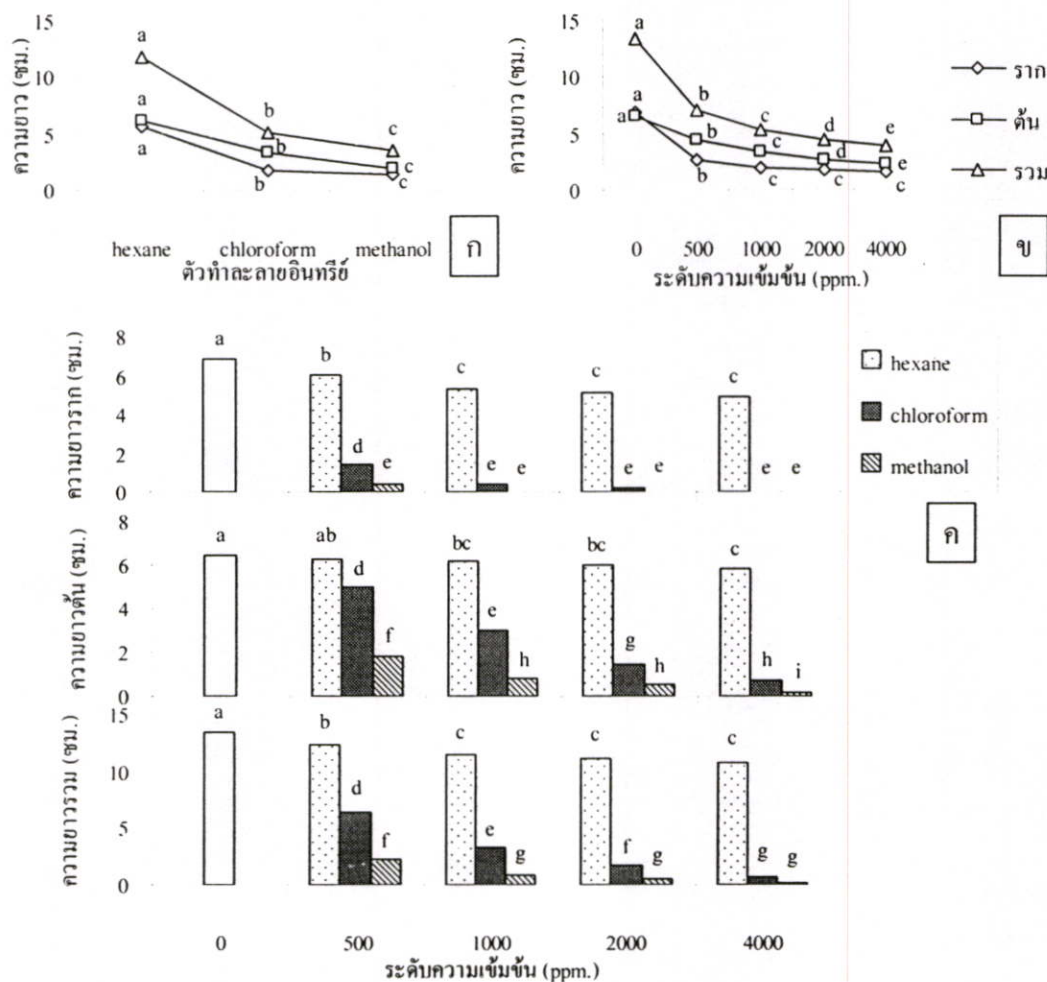 ความยาว (ซม.)
15
10
5
0
a
a
a
b
b
b
c
c
c
hexane chloroform methanol
ตัวทำละลายอินทรีย์
ก
ความยาว (ซม.)
15
10
5
0
a
a
a
b
b
b
c
c
c
d
d
c
e
e
c
0 500 1000 2000 4000
ระดับความเข้มข้น (ppm.)
ราก
ต้น
รวม
ข
ความยาวราก (ซม.)
8
6
4
2
0
a
b
d
e
c
e e
c
e e
c
e e
hexane
chloroform
methanol
ค
ความยาวต้น (ซม.)
8
6
4
2
0
a
ab
d
f
bc
e
h
bc
g
h
c
h
i
ความยาวรวม (ซม.)
15
10
5
0
a
b
d
f
c
e
g
c
f
g
c
g g
0 500 1000 2000 4000
ระดับความเข้มข้น (ppm.)